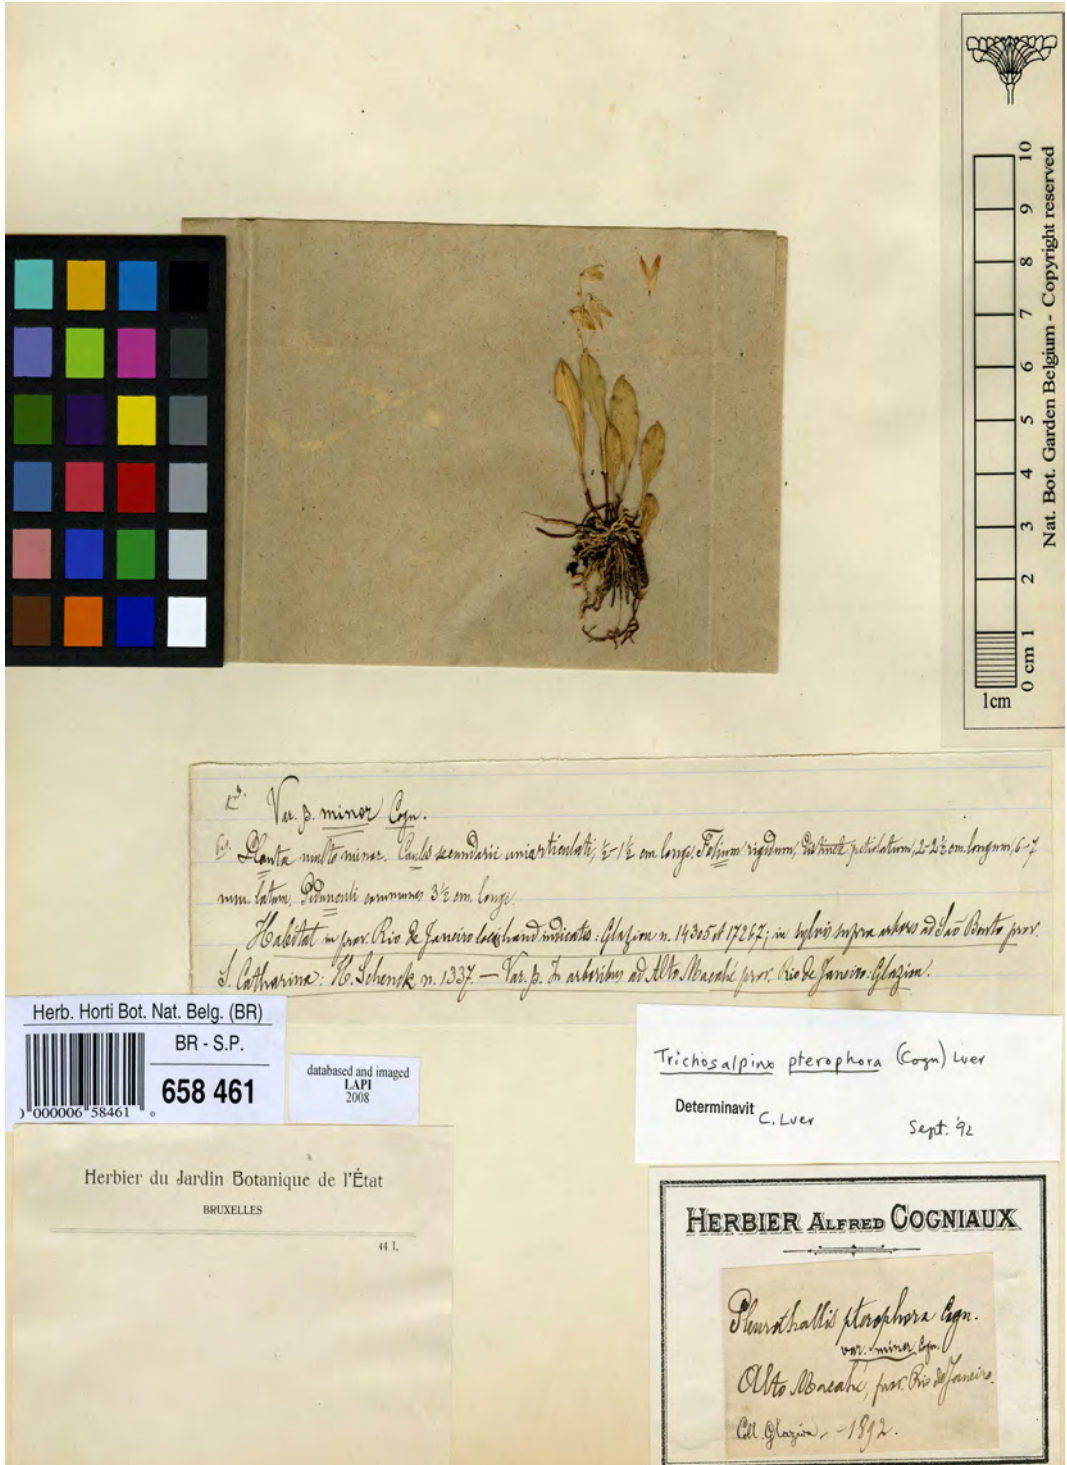 10
9
8
7
6
5
4
3
2
1
0 cm
1cm
Nat. Bot. Garden Belgium - Copyright reserved
Var. β. minor Cogn.
Planta multo minor. Caules secundarii uniarticulati, ½-1½ cm longi. Folium rigidum, distincte petiolatum, 2-2½ cm longum, 6-7
mm. latum. Pedunculi communes 3½ cm. longi.
Habitat in prov. Rio de Janeiro loco haud indicato: Glaziou n. 14305 et 17267; in sylvis supra arbores ad São Bento prov.
S. Catharina: H. Schenck n. 1337 — Var. β. In arboribus ad Alto Macahé prov. Rio de Janeiro: Glaziou.
Herb. Horti Bot. Nat. Belg. (BR)
BR - S.P.
658 461
000006 58461
databased and imaged
LAPI
2008
Trichosalpinx pterophora (Cogn) Luer
Determinavit C. Luer
Sept. '92
Herbier du Jardin Botanique de l'État
BRUXELLES
44 L.
HERBIER ALFRED COGNIAUX
Pleurothallis pterophora Cogn.
var. minor Cogn.
Alto Macahé, prov. Rio de Janeiro.
Coll. Glaziou. - 1892.